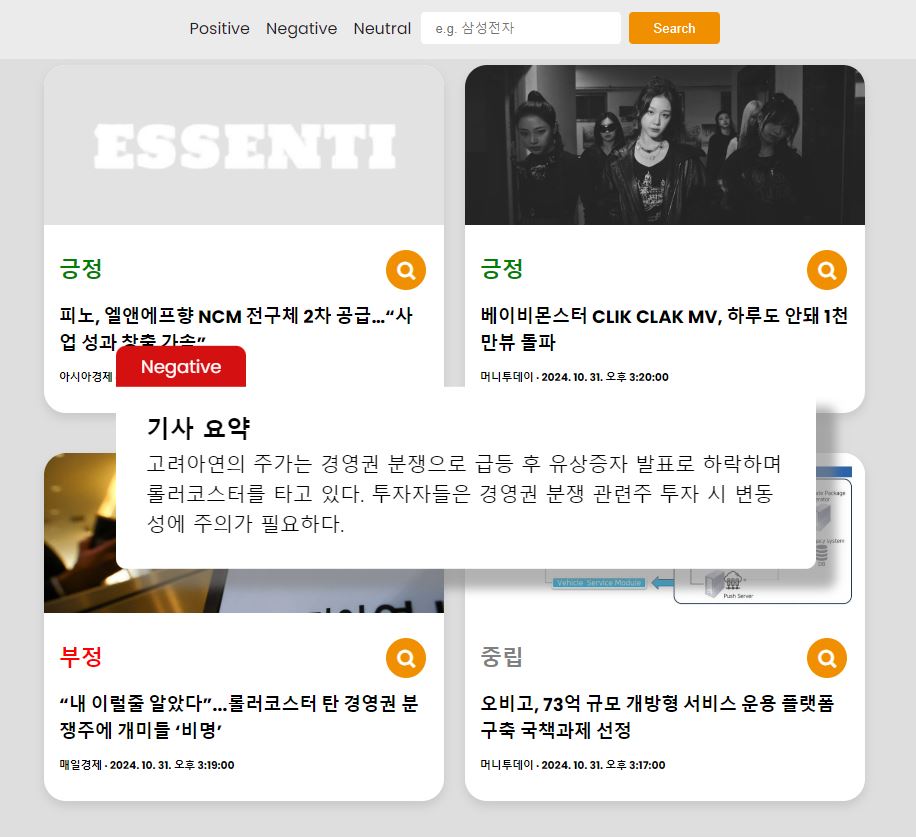 Positive Negative Neutral e.g. 삼성전자 Search
ESSENTI
긍정
피노, 엘앤에프향 NCM 전구체 2차 공급...“사
업 성과 창출 가속”
아시아경제
긍정
베이비몬스터 CLIK CLAK MV, 하루도 안돼 1천
만뷰 돌파
머니투데이 · 2024. 10. 31. 오후 3:20:00
Negative
기사 요약
고려아연의 주가는 경영권 분쟁으로 급등 후 유상증자 발표로 하락하며
롤러코스터를 타고 있다. 투자자들은 경영권 분쟁 관련주 투자 시 변동
성에 주의가 필요하다.
Package
System
DB
Vehicle Service Module
Push Server
부정
“내 이럴줄 알았다”...롤러코스터 탄 경영권 분
쟁주에 개미들 ‘비명’
매일경제 · 2024. 10. 31. 오후 3:19:00
중립
오비고, 73억 규모 개방형 서비스 운용 플랫폼
구축 국책과제 선정
머니투데이 · 2024. 10. 31. 오후 3:17:00